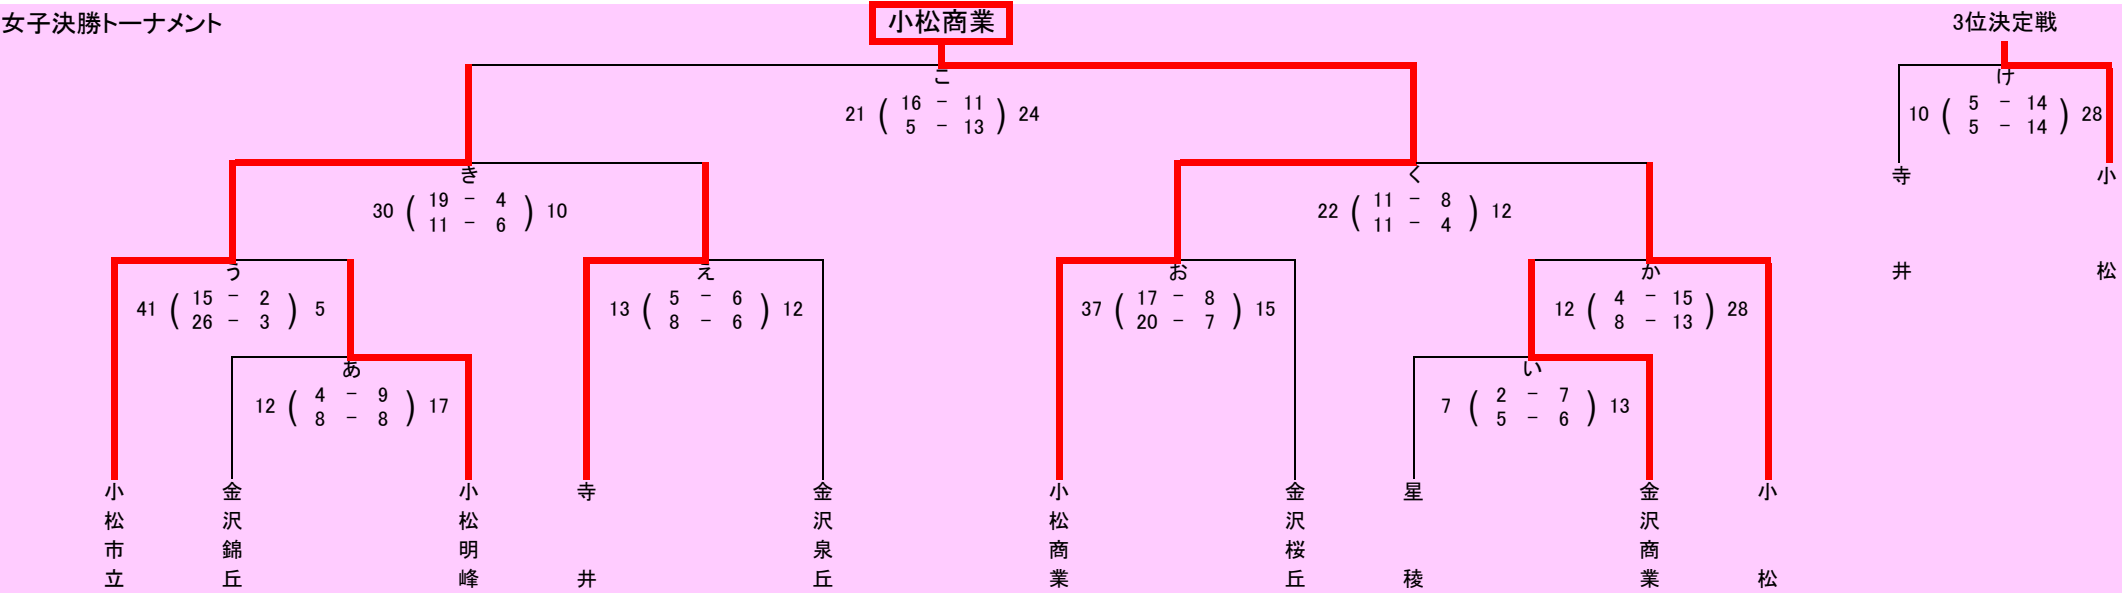 女子決勝トーナメント
小松商業
3位決定戦
こ
21 ( 16 - 11 ) 24
5 - 13
け
10 ( 5 - 14 ) 28
5 - 14
寺井
小松
き
30 ( 19 - 4 ) 10
11 - 6
く
22 ( 11 - 8 ) 12
11 - 4
う
41 ( 15 - 2 ) 5
26 - 3
え
13 ( 5 - 6 ) 12
8 - 6
お
37 ( 17 - 8 ) 15
20 - 7
か
12 ( 4 - 15 ) 28
8 - 13
あ
12 ( 4 - 9 ) 17
8 - 8
い
7 ( 2 - 7 ) 13
5 - 6
小松市立
金沢錦丘
小松明峰
寺井
金沢泉丘
小松商業
金沢桜丘
星稜
金沢商業
小松